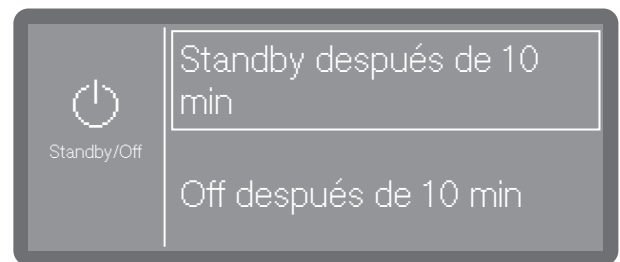 Standby/Off
Standby después de 10
min
Off después de 10 min